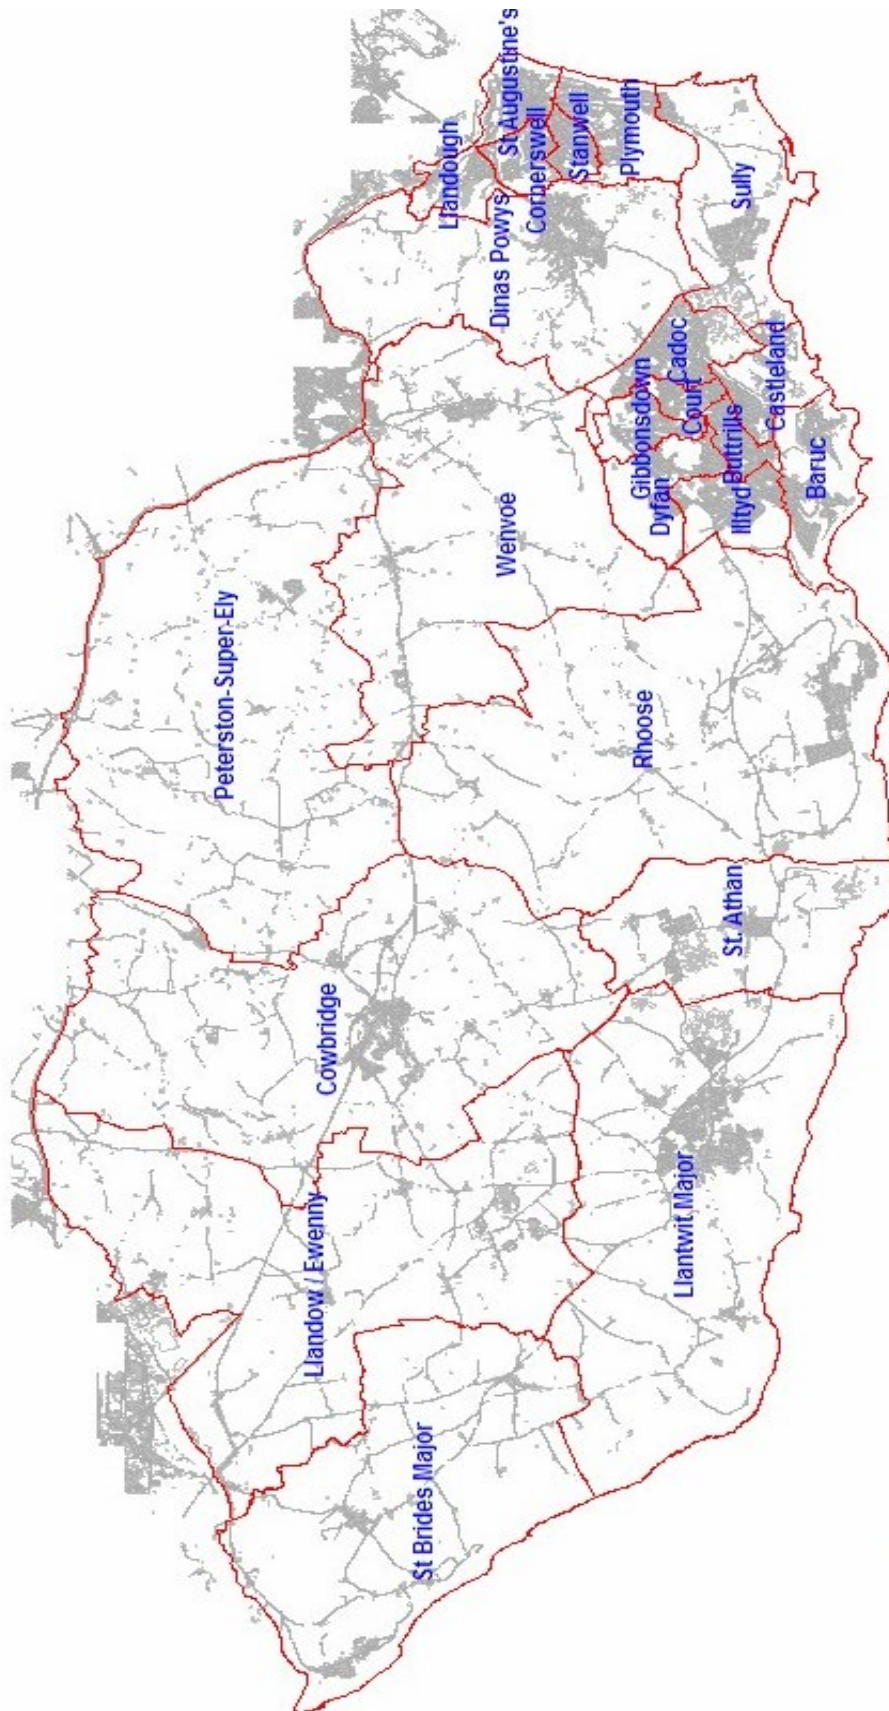 St Brides Major
Llandow / Ewenny
Llantwit Major
Cowbridge
St. Athan
Peterston-Super-Ely
Rhoose
Wenvoe
Gibbonsdown
Dyfan
Illtyd
Buttrills
Court
Cadoc
Castleland
Baruc
Dinas Powys
Llandough
St Augustine's
Cornerswell
Stanwell
Plymouth
Sully